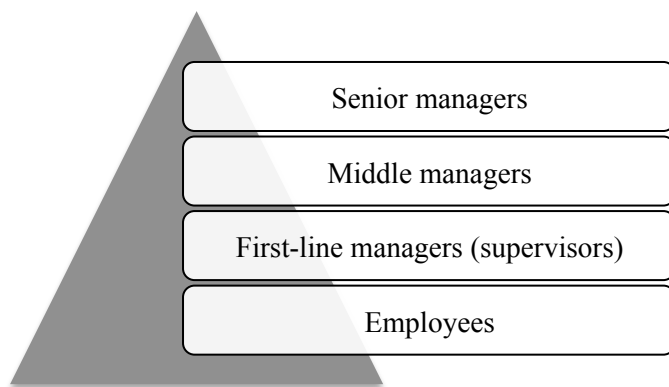 Senior managers
Middle managers
First-line managers (supervisors)
Employees